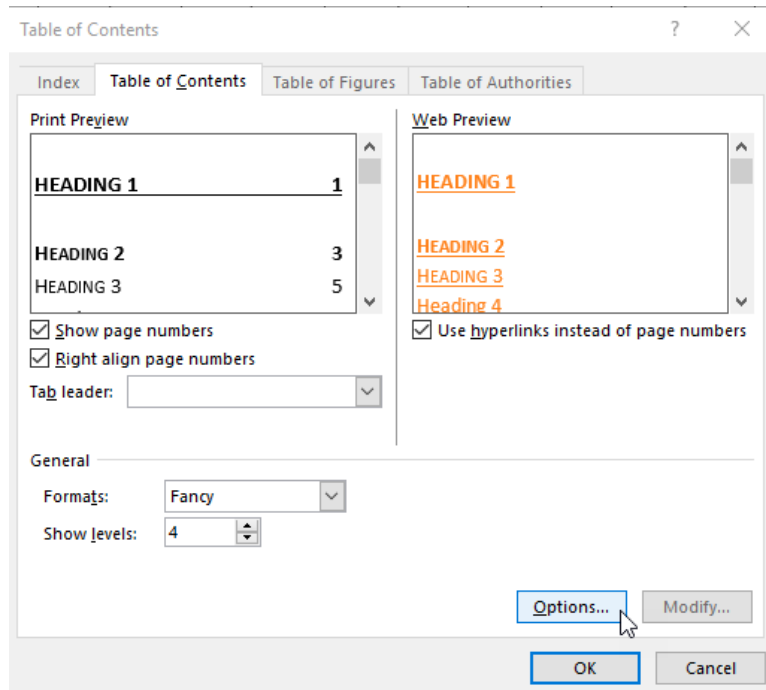 Table of Contents ?
Index Table of Contents Table of Figures Table of Authorities
Print Preview
HEADING 1 1
HEADING 2 3
HEADING 3 5
Show page numbers
Right align page numbers
Tab leader:
Web Preview
HEADING 1
HEADING 2
HEADING 3
Heading 4
Use hyperlinks instead of page numbers
General
Formats: Fancy
Show levels: 4
Options... Modify...
OK Cancel